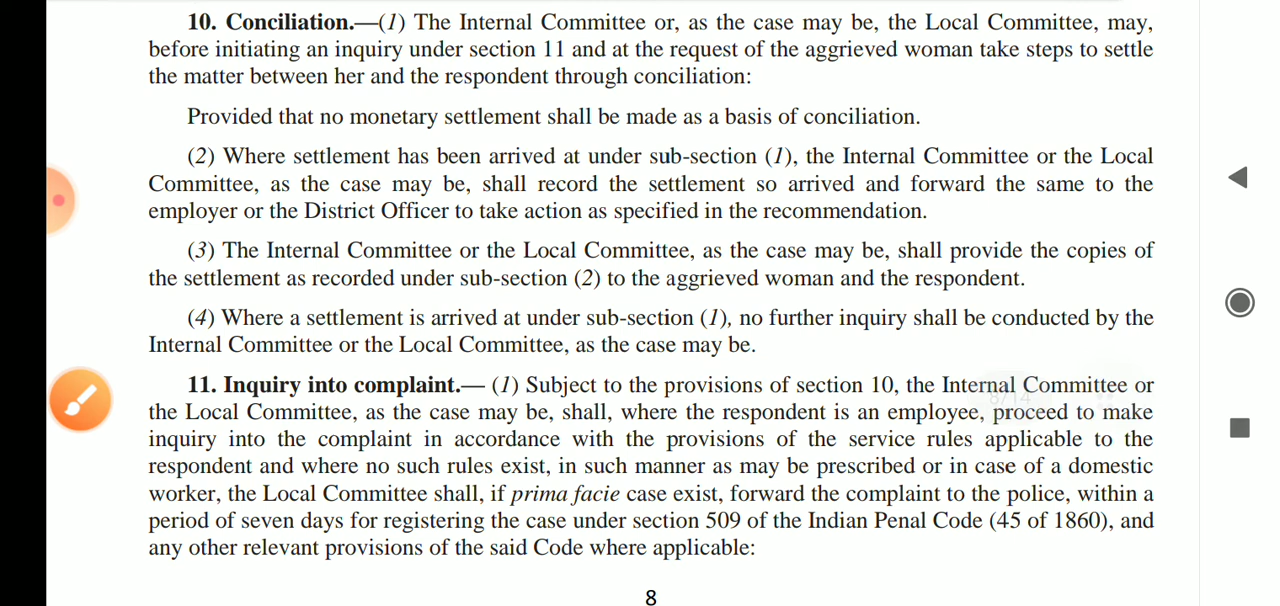 10. Conciliation.—(1) The Internal Committee or, as the case may be, the Local Committee, may,
before initiating an inquiry under section 11 and at the request of the aggrieved woman take steps to settle
the matter between her and the respondent through conciliation:
Provided that no monetary settlement shall be made as a basis of conciliation.
(2) Where settlement has been arrived at under sub-section (1), the Internal Committee or the Local
Committee, as the case may be, shall record the settlement so arrived and forward the same to the
employer or the District Officer to take action as specified in the recommendation.
(3) The Internal Committee or the Local Committee, as the case may be, shall provide the copies of
the settlement as recorded under sub-section (2) to the aggrieved woman and the respondent.
(4) Where a settlement is arrived at under sub-section (1), no further inquiry shall be conducted by the
Internal Committee or the Local Committee, as the case may be.
11. Inquiry into complaint.— (1) Subject to the provisions of section 10, the Internal Committee or
8/14
the Local Committee, as the case may be, shall, where the respondent is an employee, proceed to make
inquiry into the complaint in accordance with the provisions of the service rules applicable to the
respondent and where no such rules exist, in such manner as may be prescribed or in case of a domestic
worker, the Local Committee shall, if prima facie case exist, forward the complaint to the police, within a
period of seven days for registering the case under section 509 of the Indian Penal Code (45 of 1860), and
any other relevant provisions of the said Code where applicable:
8